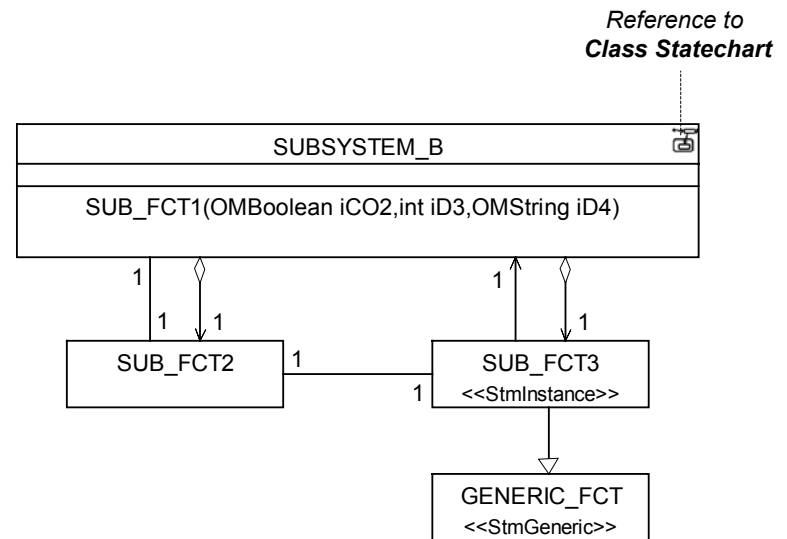 Reference to
Class Statechart
SUBSYSTEM_B
SUB_FCT1(OMBoolean iCO2,int iD3,OMString iD4)
1
1
1
1
1
SUB_FCT2
1
1
SUB_FCT3
<<StmInstance>>
GENERIC_FCT
<<StmGeneric>>